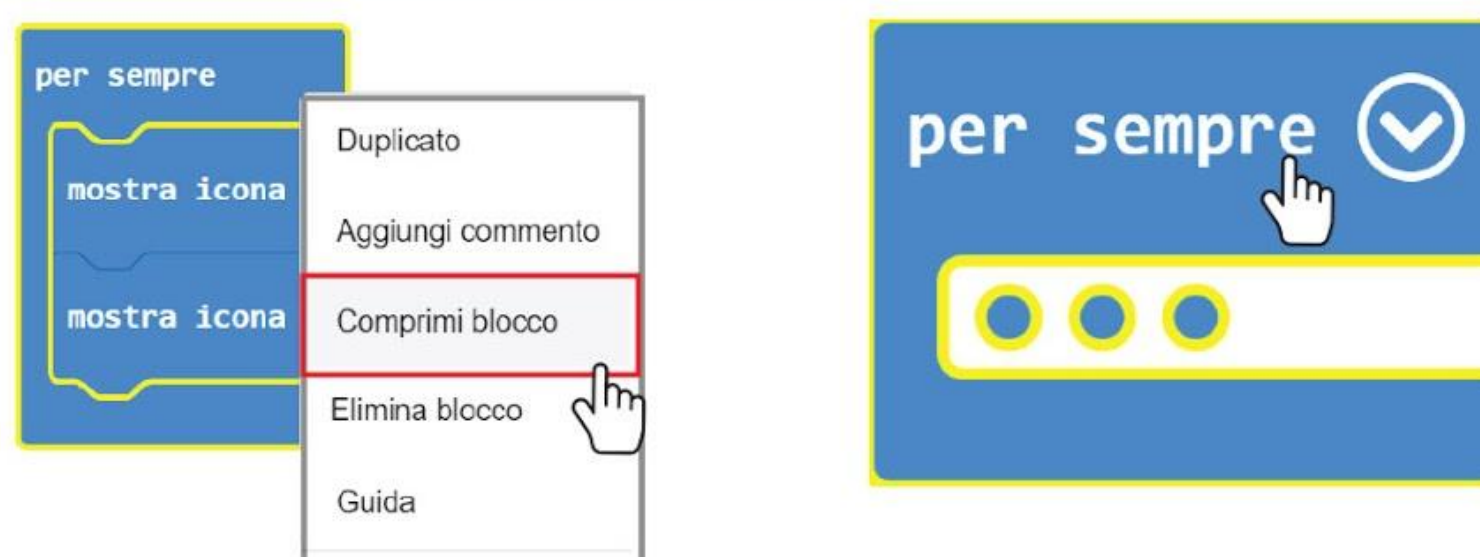 per sempre
mostra icona
mostra icona
Duplicato
Aggiungi commento
Comprimi blocco
Elimina blocco
Guida
per sempre